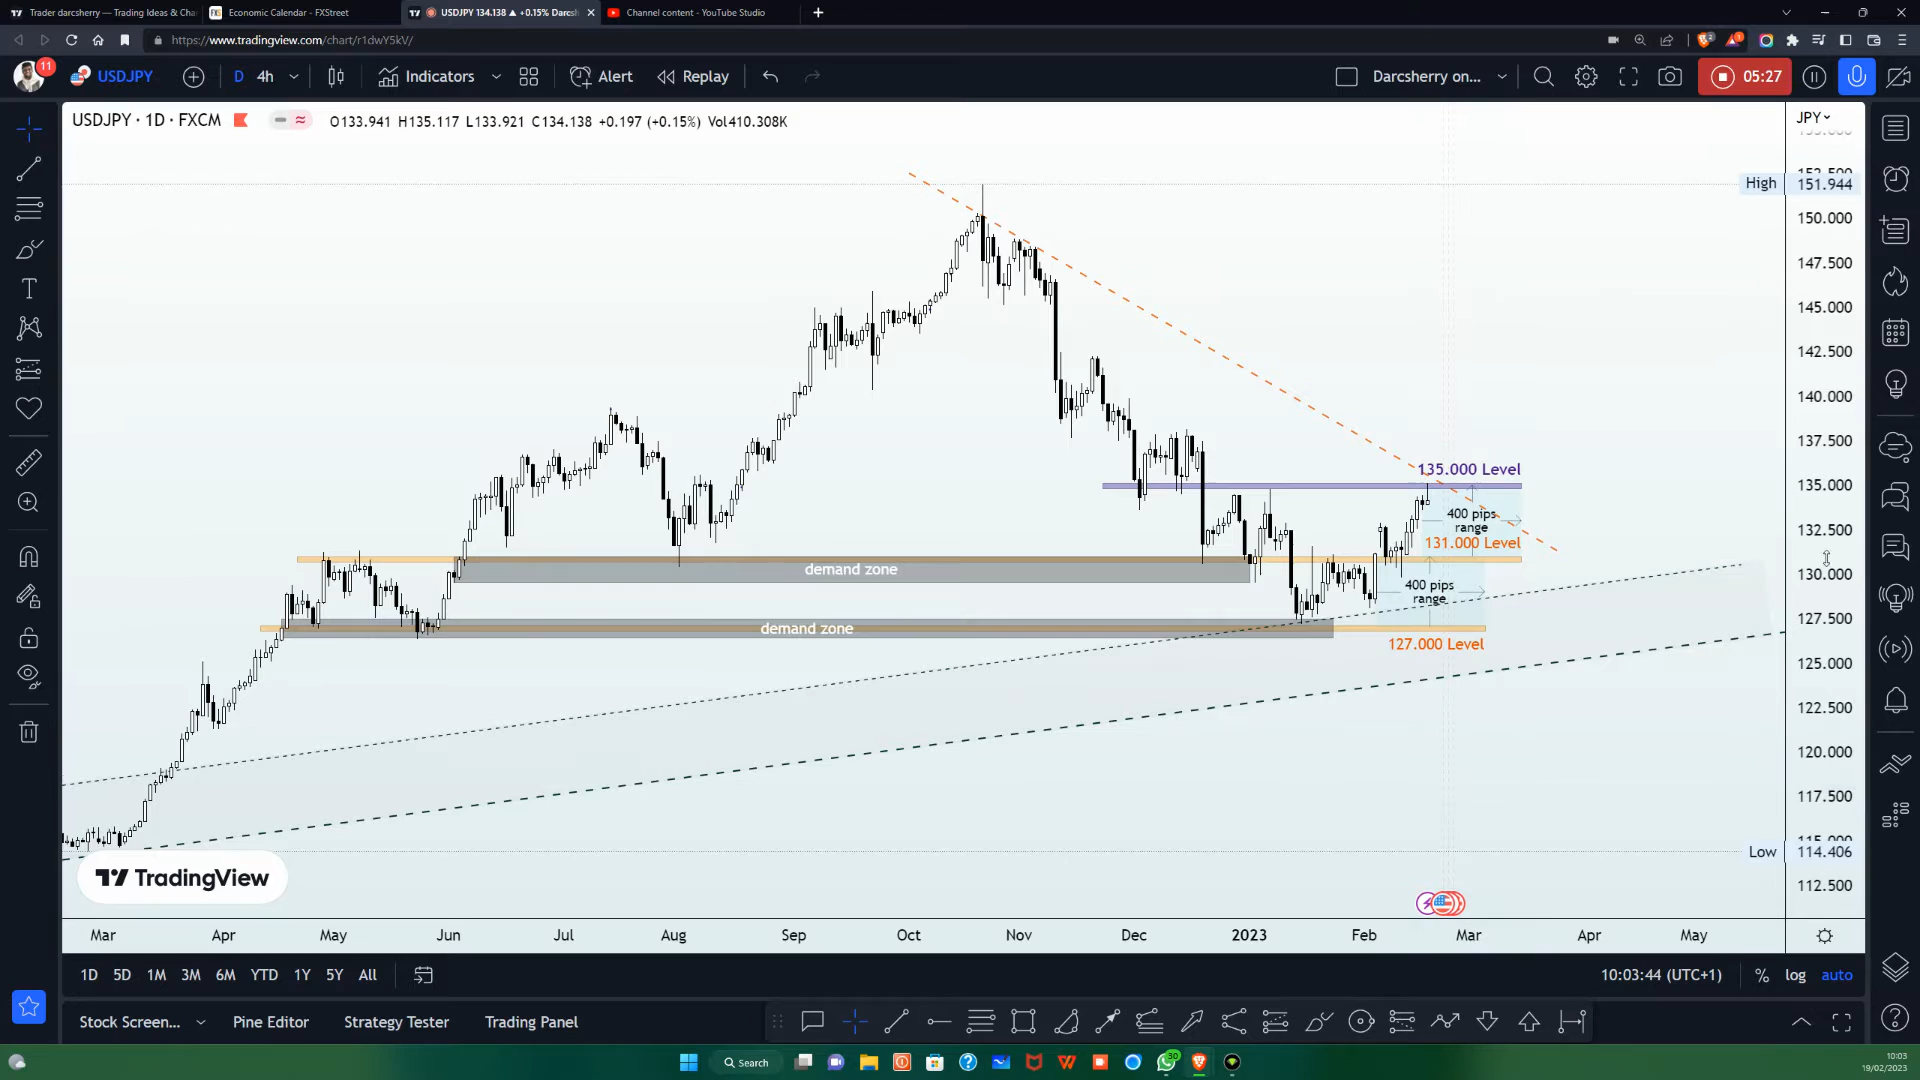 Trader darcsherry — Trading Ideas & Cha
Economic Calendar - FXStreet
USDJPY 134.138 ▲ +0.15% Darcsh
Channel content - YouTube Studio
https://www.tradingview.com/chart/r1dwY5kV/
11
USDJPY
D
4h
Indicators
Alert
Replay
Darcsherry on...
05:27
USDJPY · 1D · FXCM
O133.941 H135.117 L133.921 C134.138 +0.197 (+0.15%) Vol410.308K
JPY
High 151.944
150.000
147.500
145.000
142.500
140.000
137.500
135.000
132.500
130.000
127.500
125.000
122.500
120.000
117.500
115.000
Low 114.406
112.500
135.000 Level
400 pips
range
131.000 Level
demand zone
400 pips
range
demand zone
127.000 Level
TradingView
Mar Apr May Jun Jul Aug Sep Oct Nov Dec 2023 Feb Mar Apr May
1D 5D 1M 3M 6M YTD 1Y 5Y All
10:03:44 (UTC+1)
%
log
auto
Stock Screen...
Pine Editor
Strategy Tester
Trading Panel
Search
30
10:03
19/02/2023